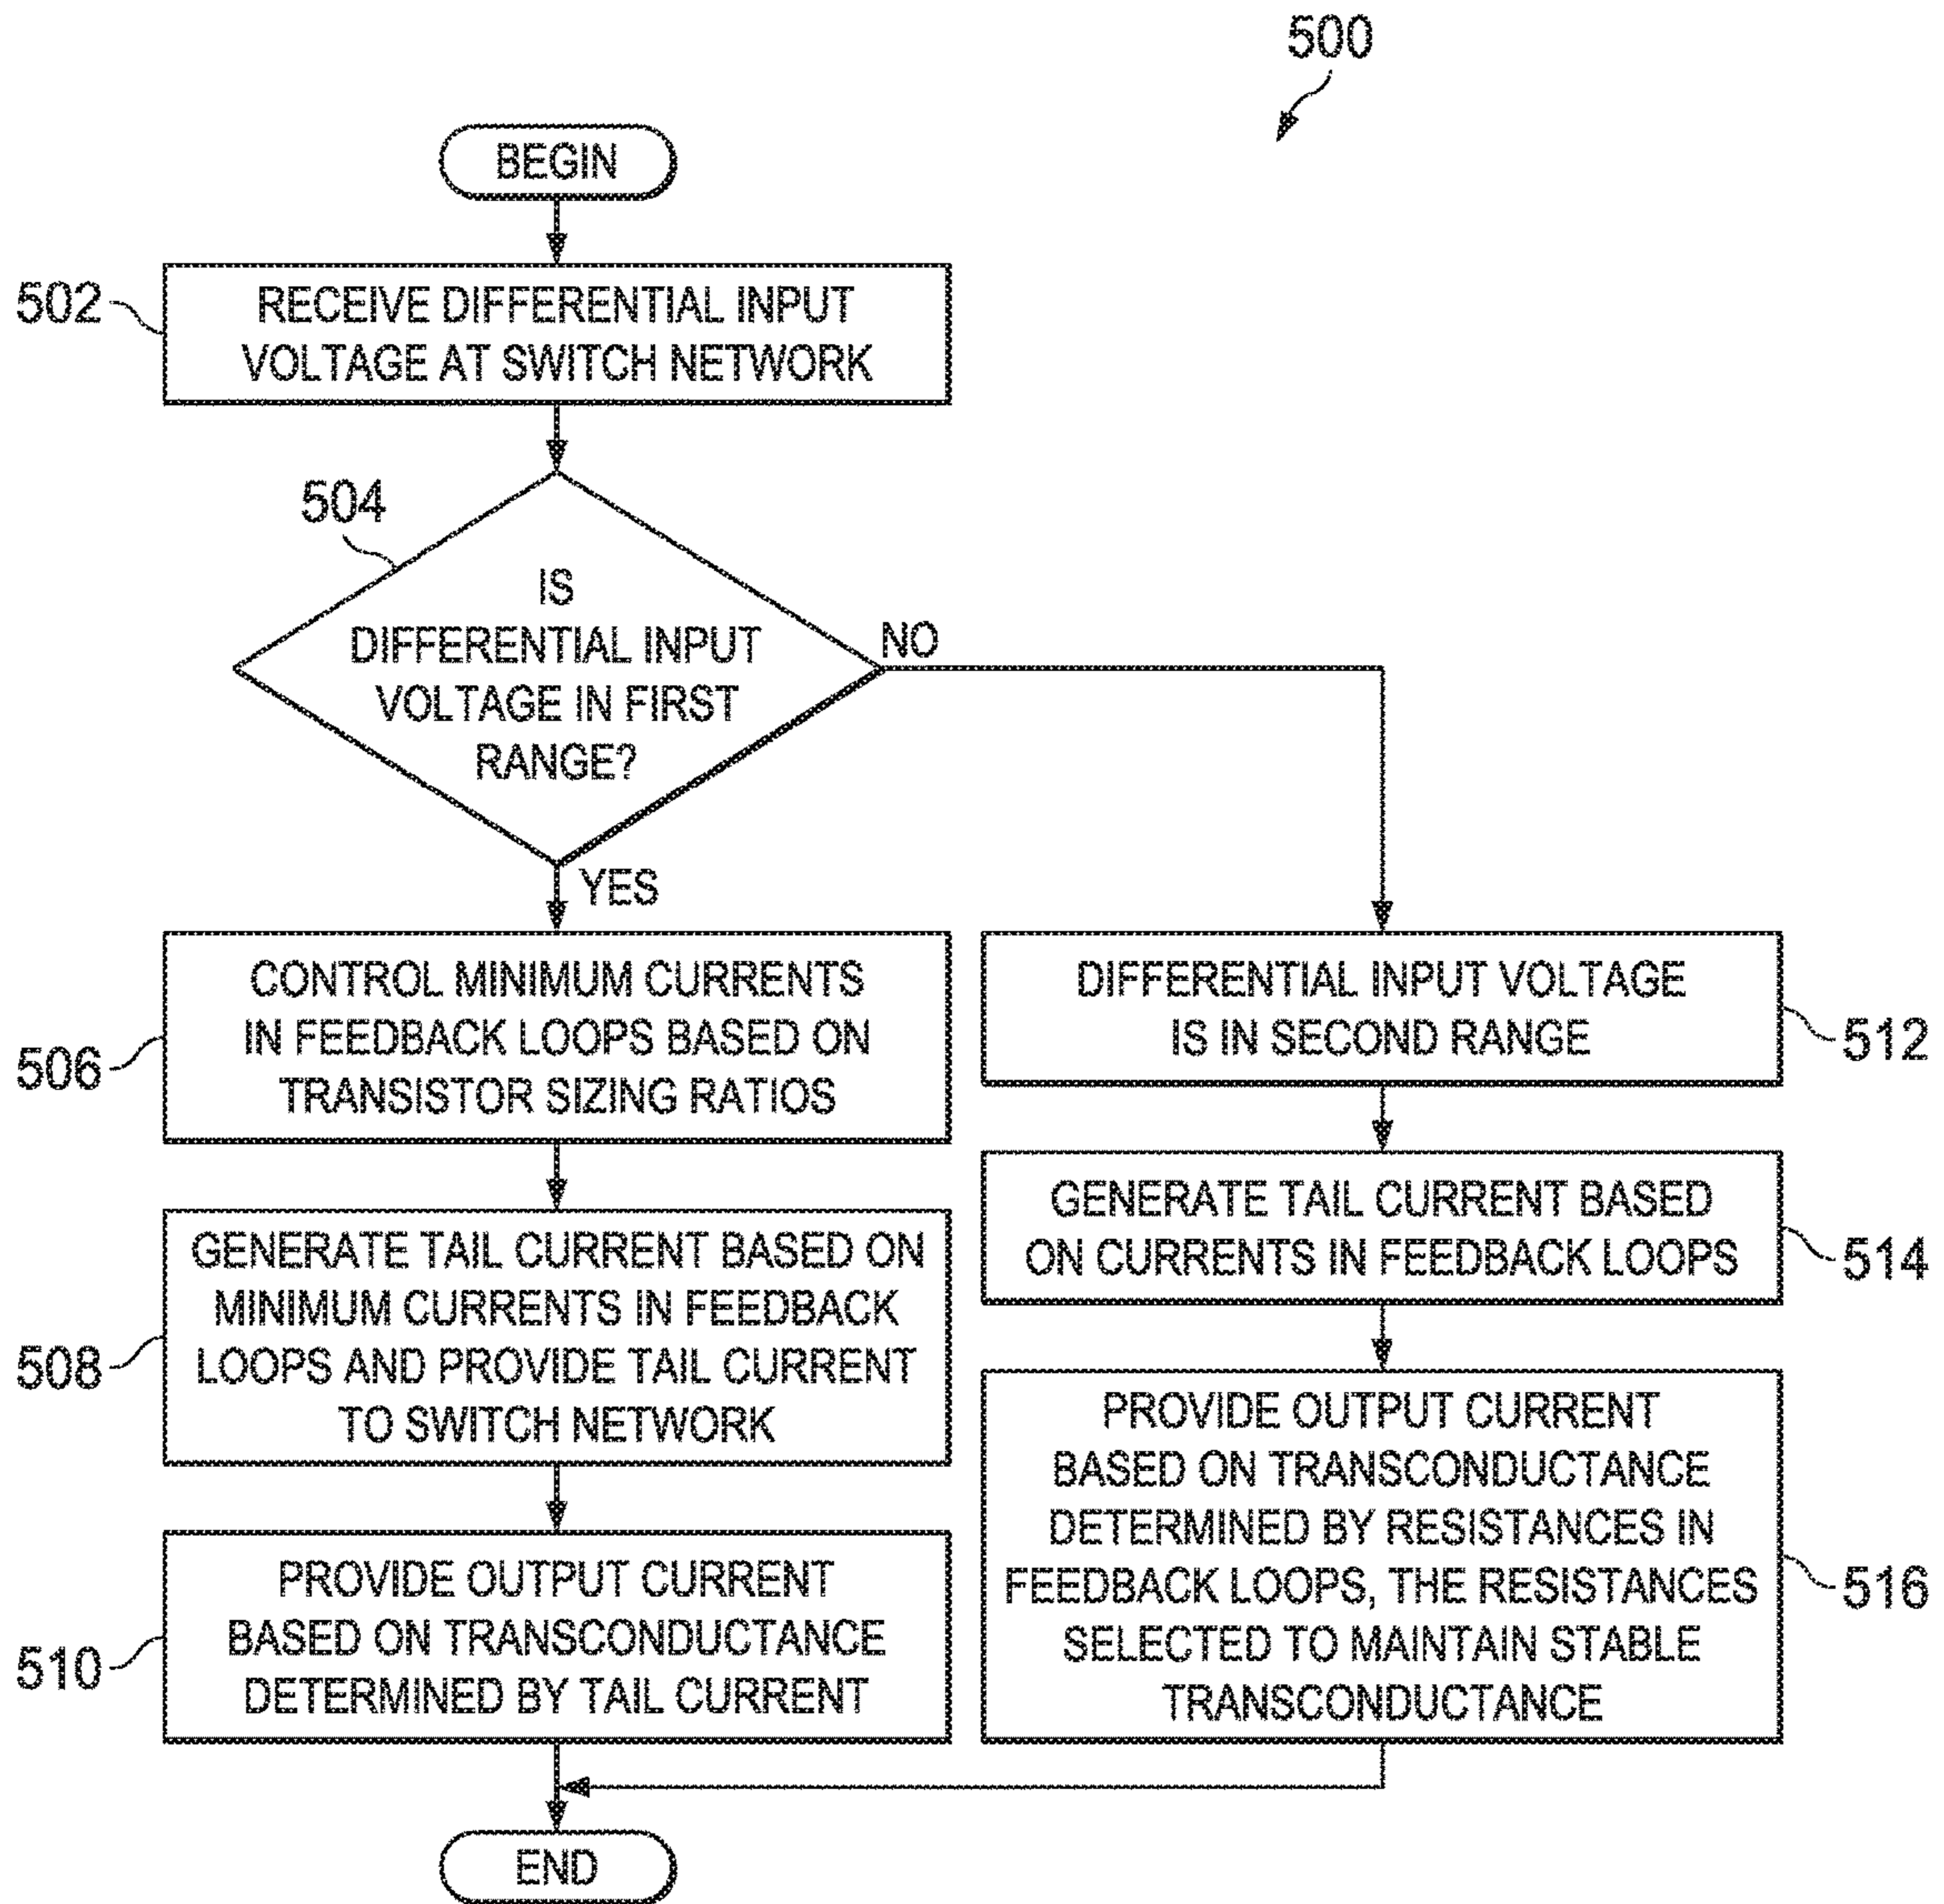 500
BEGIN
502
RECEIVE DIFFERENTIAL INPUT
VOLTAGE AT SWITCH NETWORK
504
IS
DIFFERENTIAL INPUT
VOLTAGE IN FIRST
RANGE?
NO
YES
506
CONTROL MINIMUM CURRENTS
IN FEEDBACK LOOPS BASED ON
TRANSISTOR SIZING RATIOS
508
GENERATE TAIL CURRENT BASED ON
MINIMUM CURRENTS IN FEEDBACK
LOOPS AND PROVIDE TAIL CURRENT
TO SWITCH NETWORK
510
PROVIDE OUTPUT CURRENT
BASED ON TRANSCONDUCTANCE
DETERMINED BY TAIL CURRENT
DIFFERENTIAL INPUT VOLTAGE
IS IN SECOND RANGE
512
GENERATE TAIL CURRENT BASED
ON CURRENTS IN FEEDBACK LOOPS
514
PROVIDE OUTPUT CURRENT
BASED ON TRANSCONDUCTANCE
DETERMINED BY RESISTANCES IN
FEEDBACK LOOPS, THE RESISTANCES
SELECTED TO MAINTAIN STABLE
TRANSCONDUCTANCE
516
END